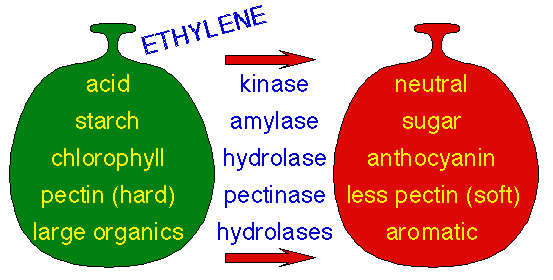 ETHYLENE
acid kinase neutral
starch amylase sugar
chlorophyll hydrolase anthocyanin
pectin (hard) pectinase less pectin (soft)
large organics hydrolases aromatic